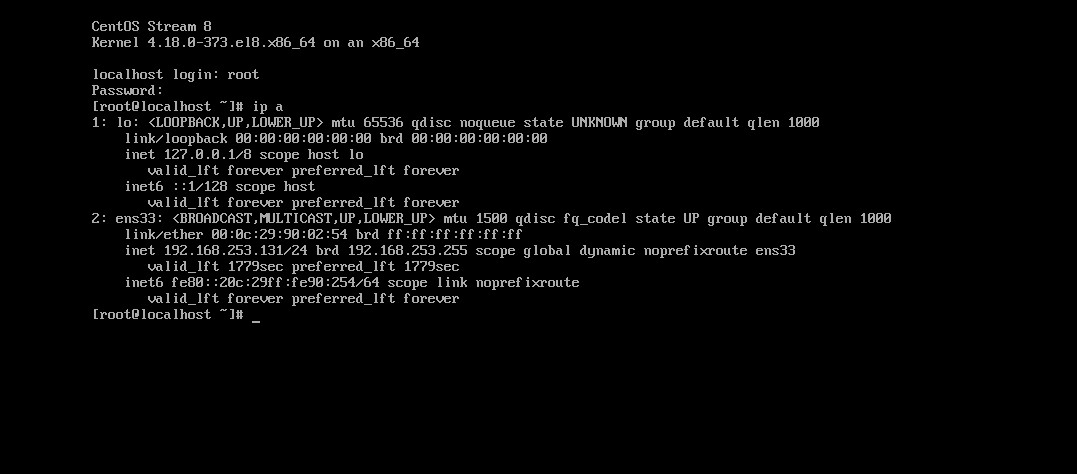 CentOS Stream 8
Kernel 4.18.0-373.el8.x86_64 on an x86_64
localhost login: root
Password:
[root@localhost ~]# ip a
1: lo: <LOOPBACK,UP,LOWER_UP> mtu 65536 qdisc noqueue state UNKNOWN group default qlen 1000
    link/loopback 00:00:00:00:00:00 brd 00:00:00:00:00:00
    inet 127.0.0.1/8 scope host lo
       valid_lft forever preferred_lft forever
    inet6 ::1/128 scope host
       valid_lft forever preferred_lft forever
2: ens33: <BROADCAST,MULTICAST,UP,LOWER_UP> mtu 1500 qdisc fq_codel state UP group default qlen 1000
    link/ether 00:0c:29:90:02:54 brd ff:ff:ff:ff:ff:ff
    inet 192.168.253.131/24 brd 192.168.253.255 scope global dynamic noprefixroute ens33
       valid_lft 1779sec preferred_lft 1779sec
    inet6 fe80::20c:29ff:fe90:254/64 scope link noprefixroute
       valid_lft forever preferred_lft forever
[root@localhost ~]# _